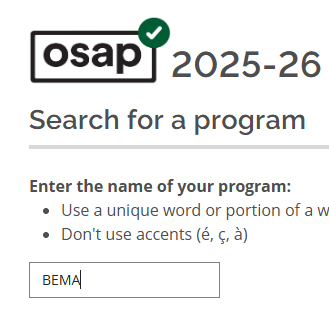 osap
2025-26
Search for a program
Enter the name of your program:
• Use a unique word or portion of a w
• Don't use accents (é, ç, à)
BEMA